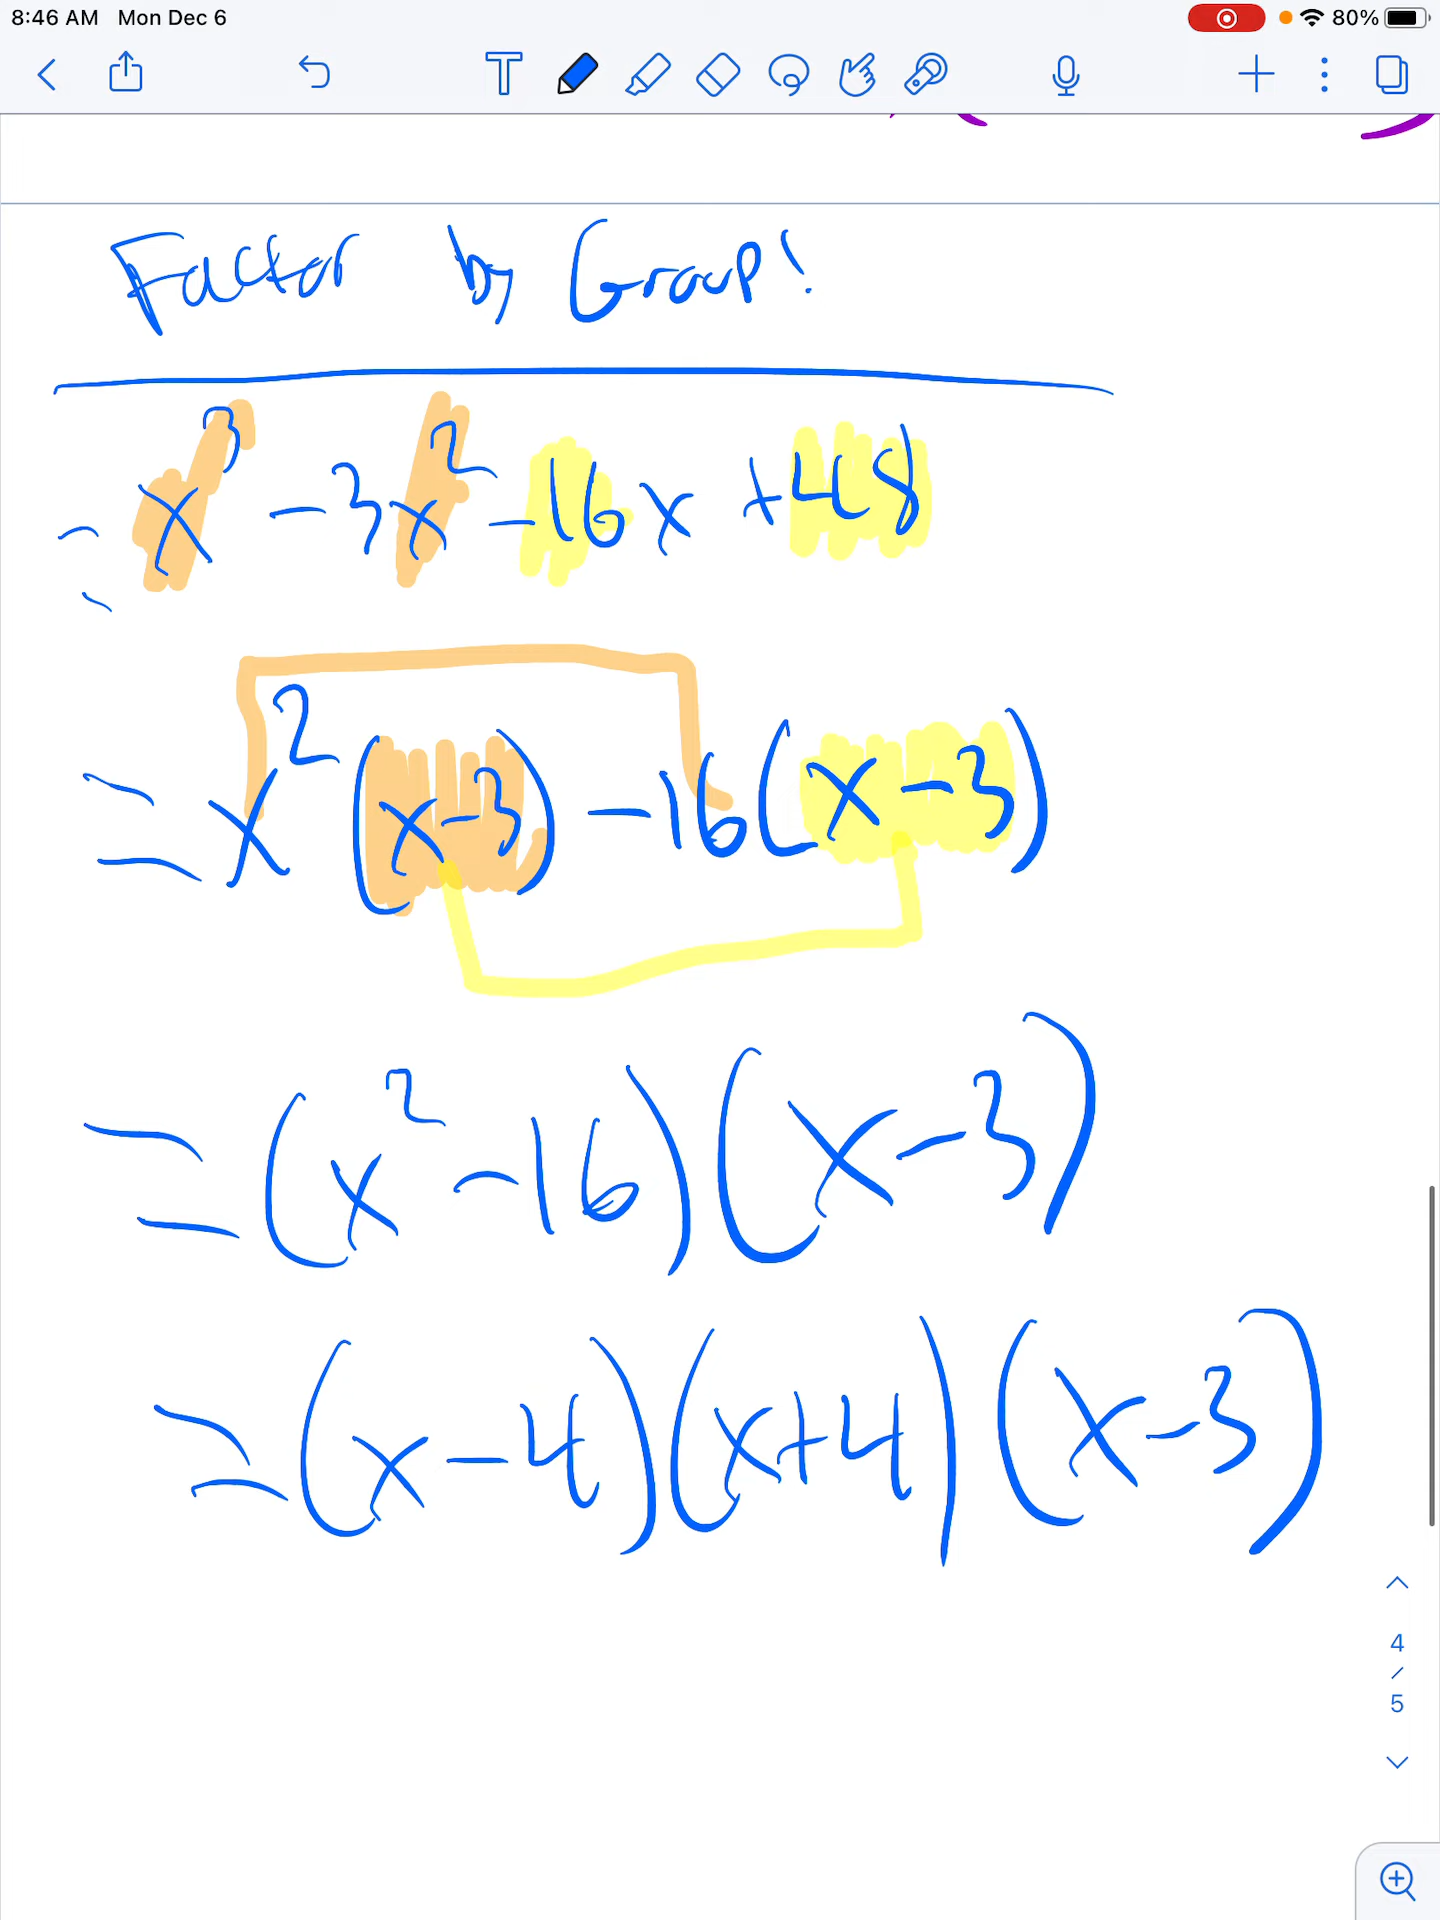 8:46 AM Mon Dec 6 80%
T
Factor by Group!
= x³ - 3x² - 16x + 48
= x²(x-3) - 16(x-3)
= (x² - 16)(x-3)
= (x-4)(x+4)(x-3)
4
/
5